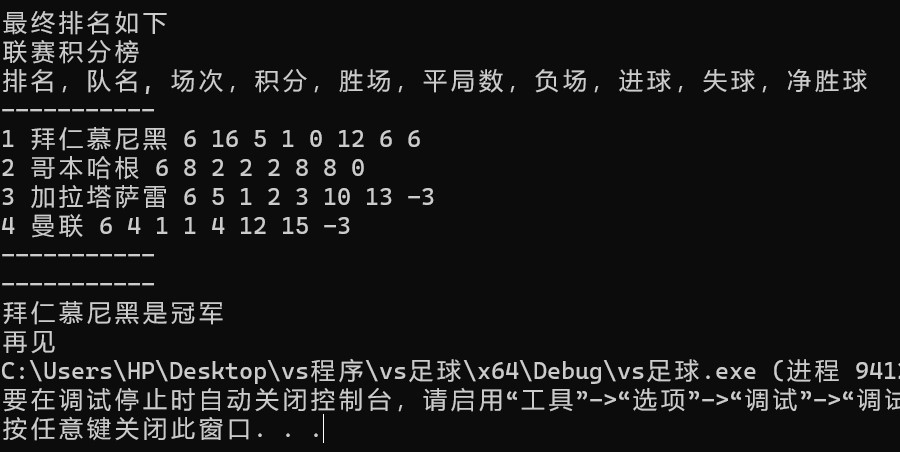 最终排名如下
联赛积分榜
排名，队名，场次，积分，胜场，平局数，负场，进球，失球，净胜球
-----------
1 拜仁慕尼黑 6 16 5 1 0 12 6 6
2 哥本哈根 6 8 2 2 2 8 8 0
3 加拉塔萨雷 6 5 1 2 3 10 13 -3
4 曼联 6 4 1 1 4 12 15 -3
-----------
-----------
拜仁慕尼黑是冠军
再见
C:\Users\HP\Desktop\vs程序\vs足球\x64\Debug\vs足球.exe (进程 941
要在调试停止时自动关闭控制台，请启用“工具”->“选项”->“调试”->“调试
按任意键关闭此窗口. . .